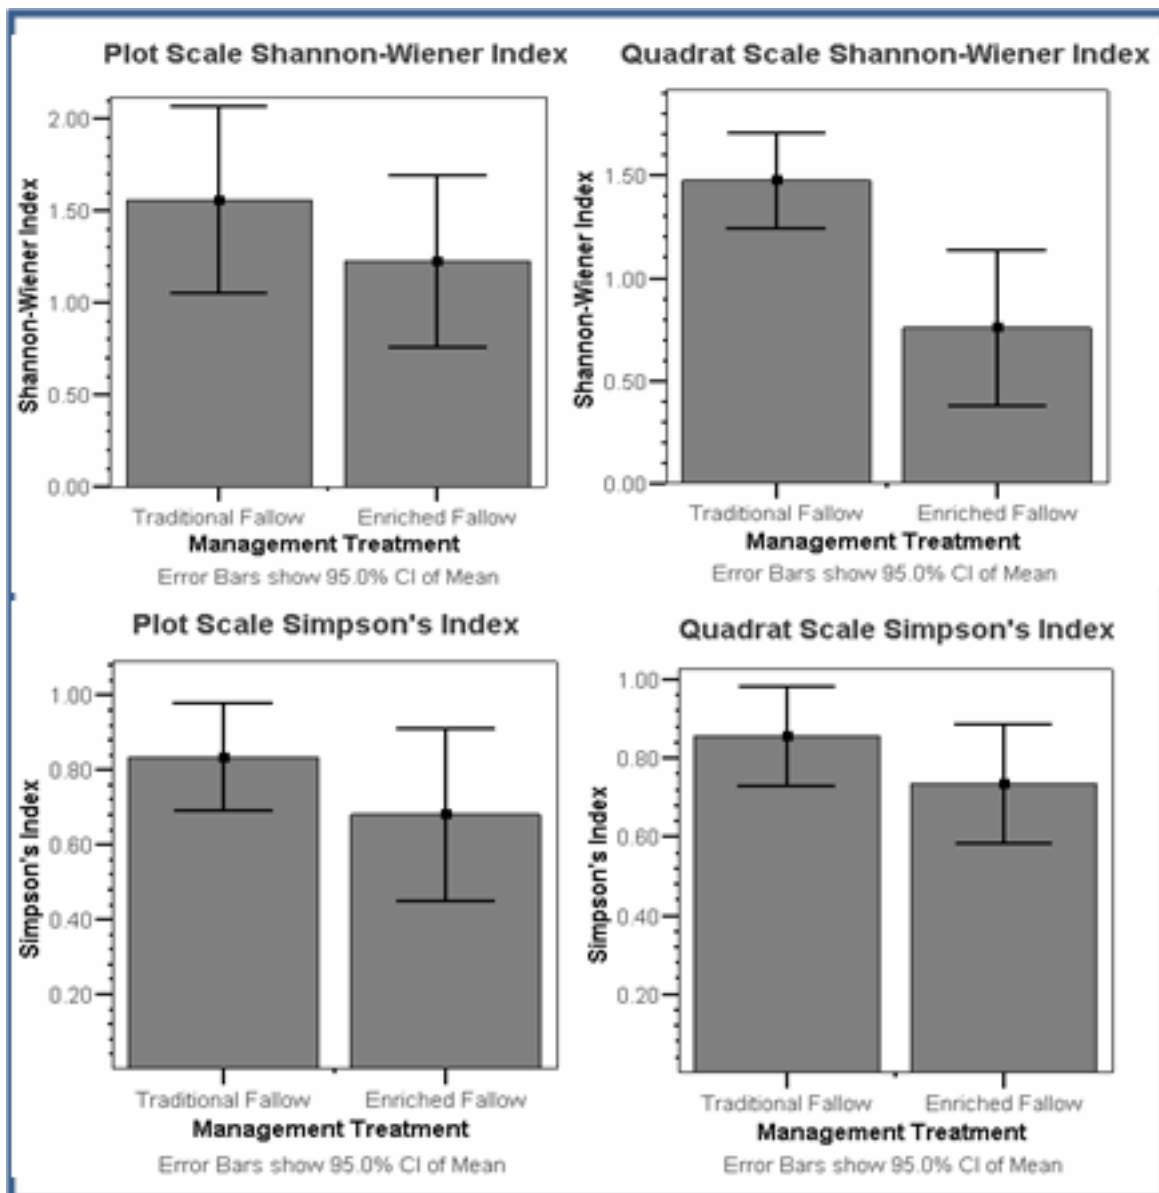 Plot Scale Shannon-Wiener Index
Shannon-Wiener Index
2.00
1.50
1.00
0.50
0.00
Traditional Fallow Enriched Fallow
Management Treatment
Error Bars show 95.0% CI of Mean
Quadrat Scale Shannon-Wiener Index
Shannon-Wiener Index
1.50
1.00
0.50
0.00
Traditional Fallow Enriched Fallow
Management Treatment
Error Bars show 95.0% CI of Mean
Plot Scale Simpson's Index
Simpson's Index
1.00
0.80
0.60
0.40
0.20
Traditional Fallow Enriched Fallow
Management Treatment
Error Bars show 95.0% CI of Mean
Quadrat Scale Simpson's Index
Simpson's Index
1.00
0.80
0.60
0.40
0.20
Traditional Fallow Enriched Fallow
Management Treatment
Error Bars show 95.0% CI of Mean